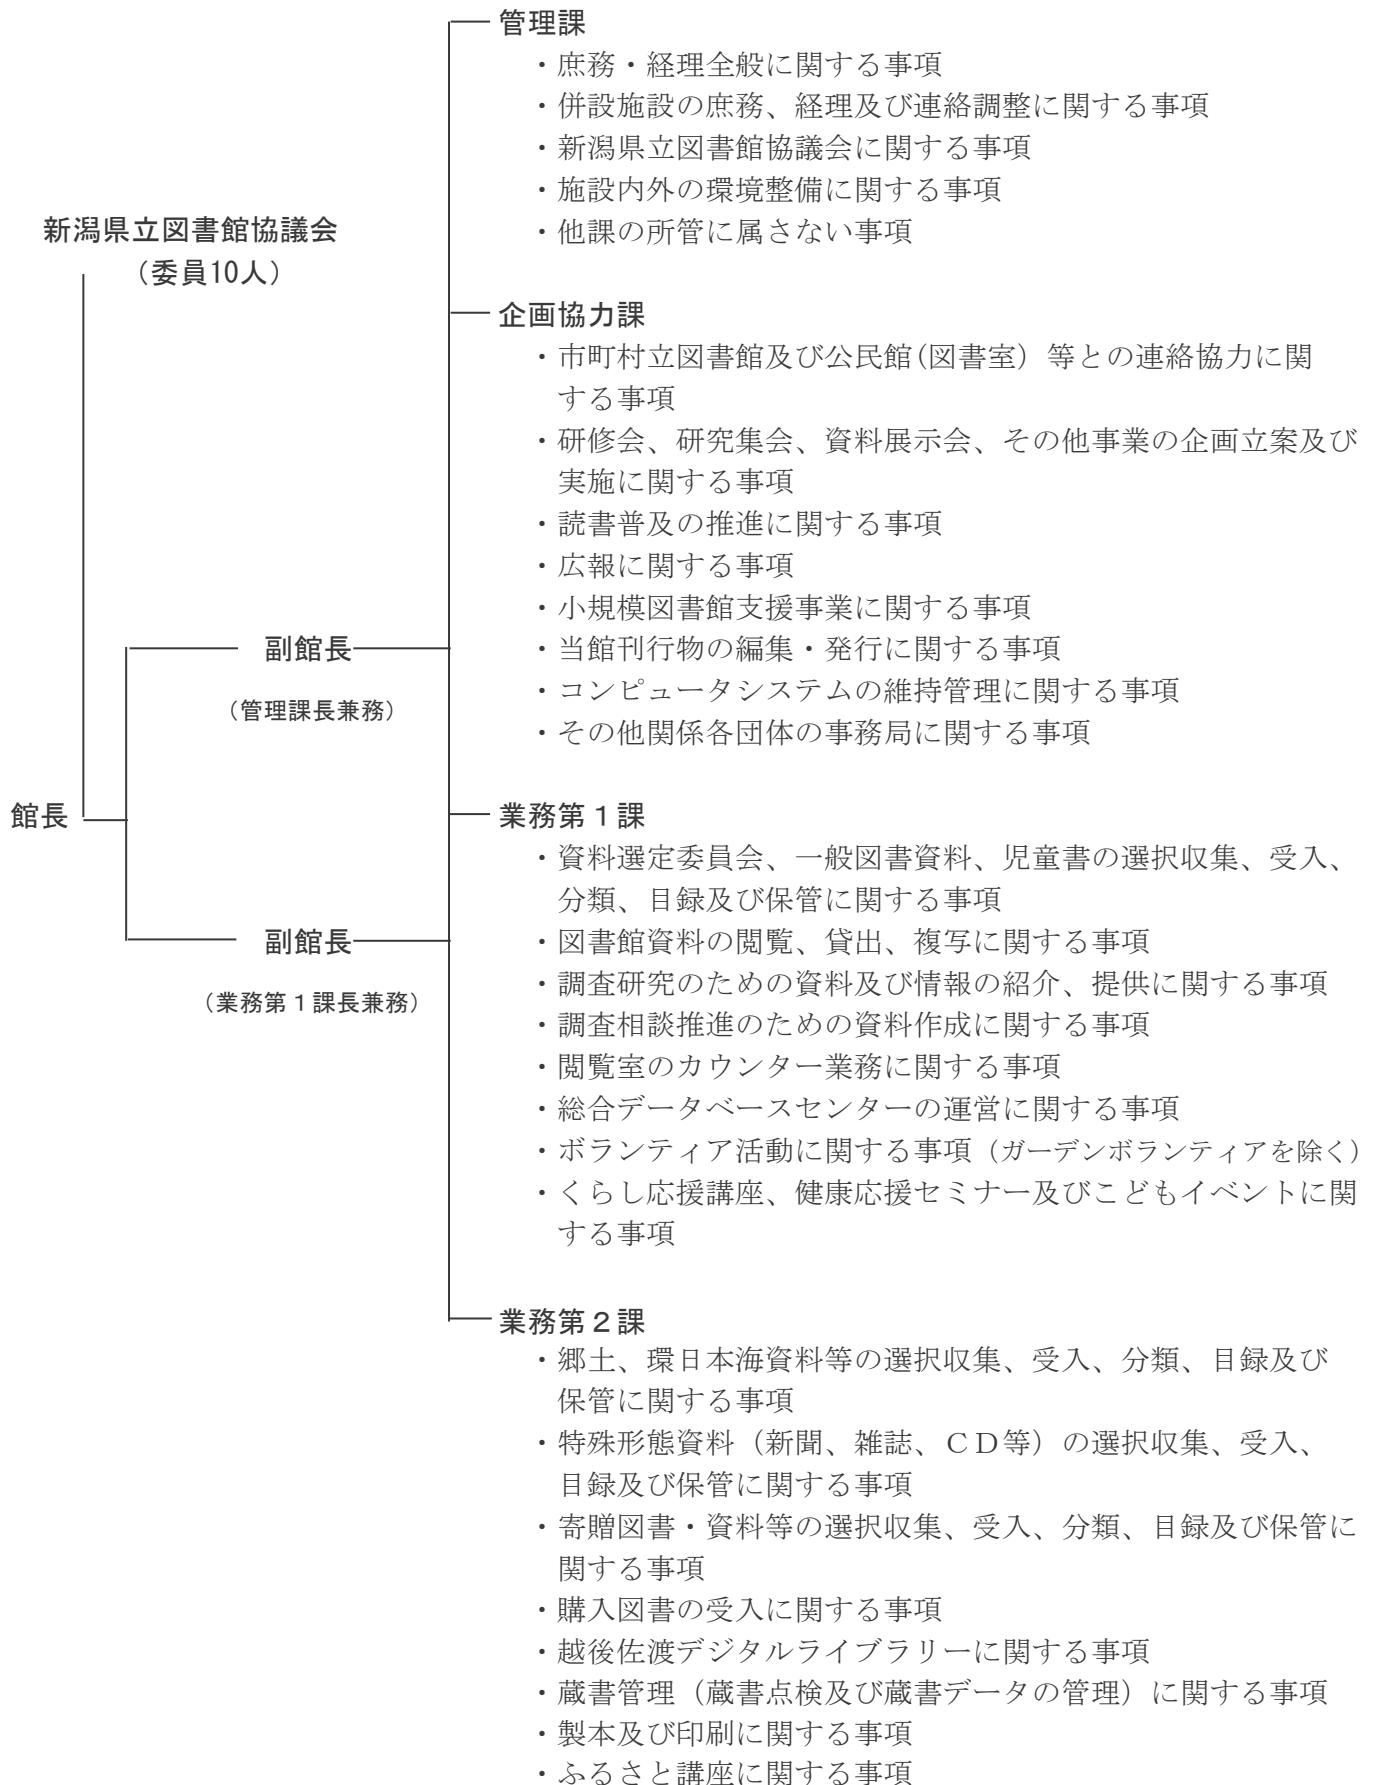 新潟県立図書館協議会
（委員10人）
館長
副館長
（管理課長兼務）
副館長
（業務第１課長兼務）
管理課
・庶務・経理全般に関する事項
・併設施設の庶務、経理及び連絡調整に関する事項
・新潟県立図書館協議会に関する事項
・施設内外の環境整備に関する事項
・他課の所管に属さない事項
企画協力課
・市町村立図書館及び公民館(図書室）等との連絡協力に関
する事項
・研修会、研究集会、資料展示会、その他事業の企画立案及び
実施に関する事項
・読書普及の推進に関する事項
・広報に関する事項
・小規模図書館支援事業に関する事項
・当館刊行物の編集・発行に関する事項
・コンピュータシステムの維持管理に関する事項
・その他関係各団体の事務局に関する事項
業務第１課
・資料選定委員会、一般図書資料、児童書の選択収集、受入、
分類、目録及び保管に関する事項
・図書館資料の閲覧、貸出、複写に関する事項
・調査研究のための資料及び情報の紹介、提供に関する事項
・調査相談推進のための資料作成に関する事項
・閲覧室のカウンター業務に関する事項
・総合データベースセンターの運営に関する事項
・ボランティア活動に関する事項（ガーデンボランティアを除く）
・くらし応援講座、健康応援セミナー及びこどもイベントに関
する事項
業務第２課
・郷土、環日本海資料等の選択収集、受入、分類、目録及び
保管に関する事項
・特殊形態資料（新聞、雑誌、ＣＤ等）の選択収集、受入、
目録及び保管に関する事項
・寄贈図書・資料等の選択収集、受入、分類、目録及び保管に
関する事項
・購入図書の受入に関する事項
・越後佐渡デジタルライブラリーに関する事項
・蔵書管理（蔵書点検及び蔵書データの管理）に関する事項
・製本及び印刷に関する事項
・ふるさと講座に関する事項